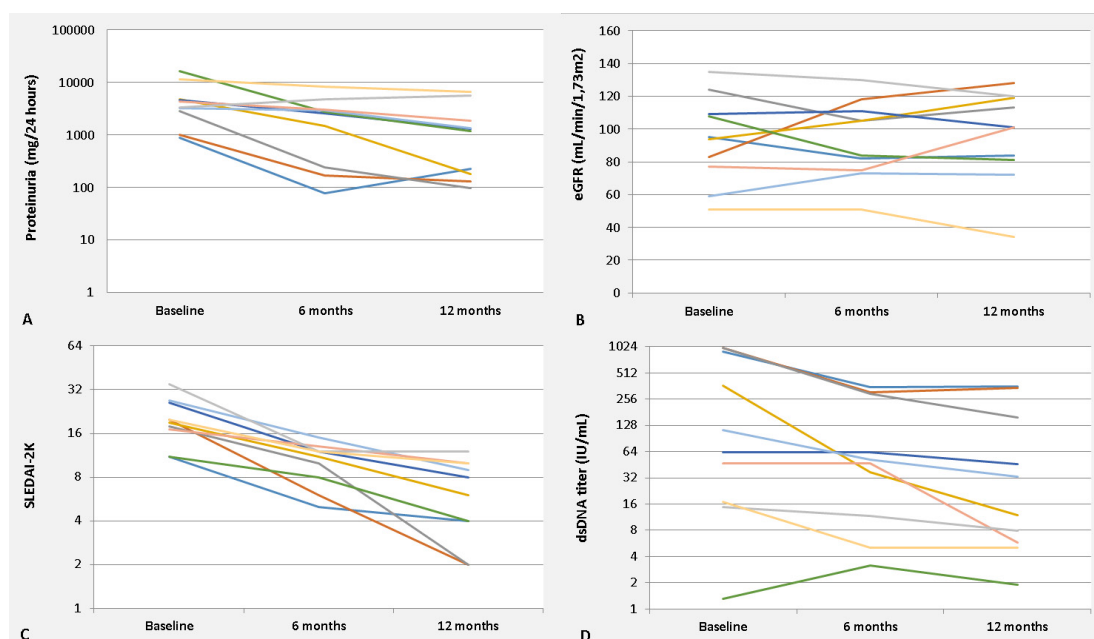 Proteinuria (mg/24 hours)
100000
10000
1000
100
10
1
Baseline 6 months 12 months
A
eGFR (mL/min/1,73m2)
160
140
120
100
80
60
40
20
0
Baseline 6 months 12 months
B
SLEDAI-2K
64
32
16
8
4
2
1
Baseline 6 months 12 months
C
dsDNA titer (IU/mL)
1024
512
256
128
64
32
16
8
4
2
1
Baseline 6 months 12 months
D